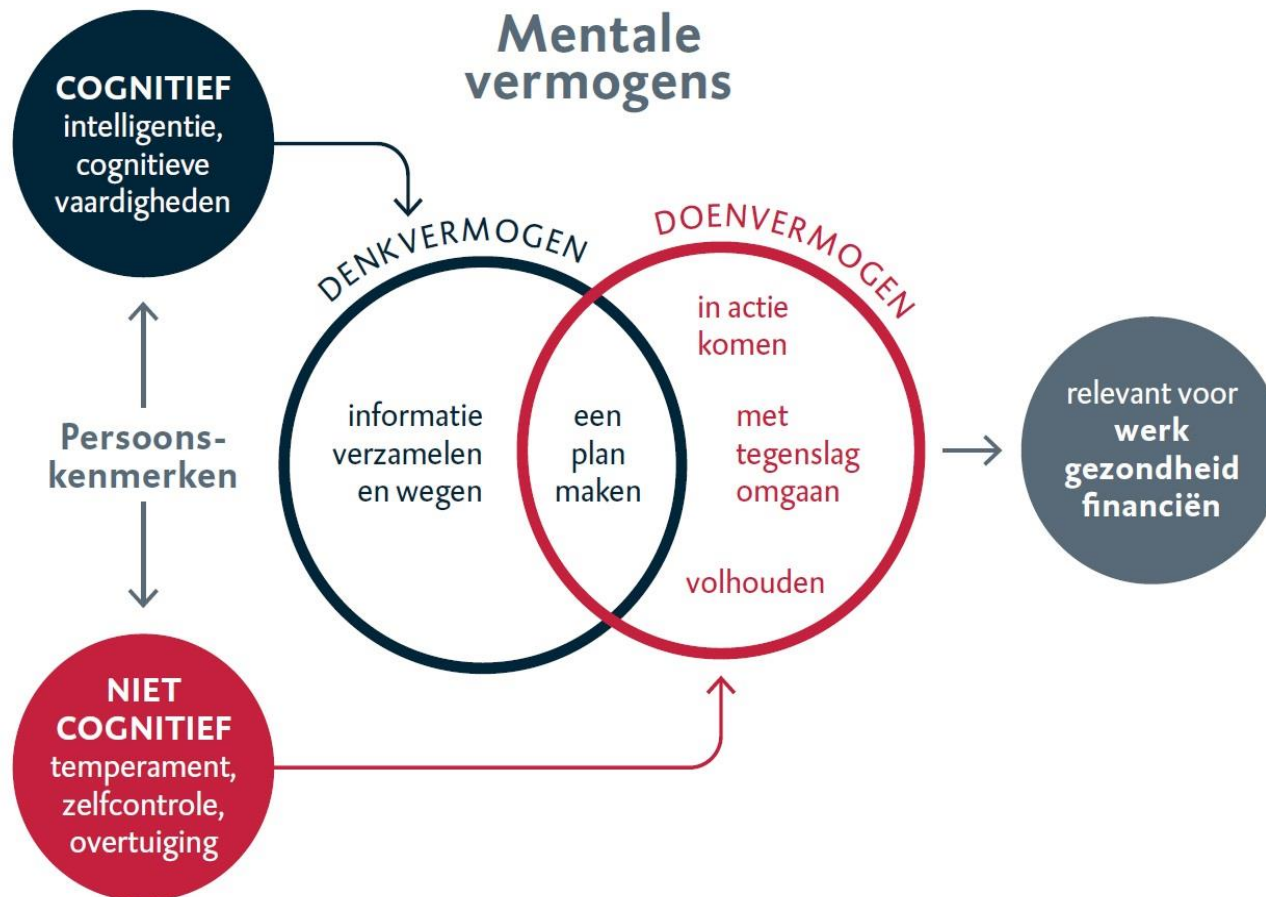 Mentale
vermogens
COGNITIEF
intelligentie,
cognitieve
vaardigheden
Persoons-
kenmerken
NIET
COGNITIEF
temperament,
zelfcontrole,
overtuiging
DENKVERMOGEN
informatie
verzamelen
en wegen
een
plan
maken
DOENVERMOGEN
in actie
komen
met
tegenslag
omgaan
volhouden
relevant voor
werk
gezondheid
financiën